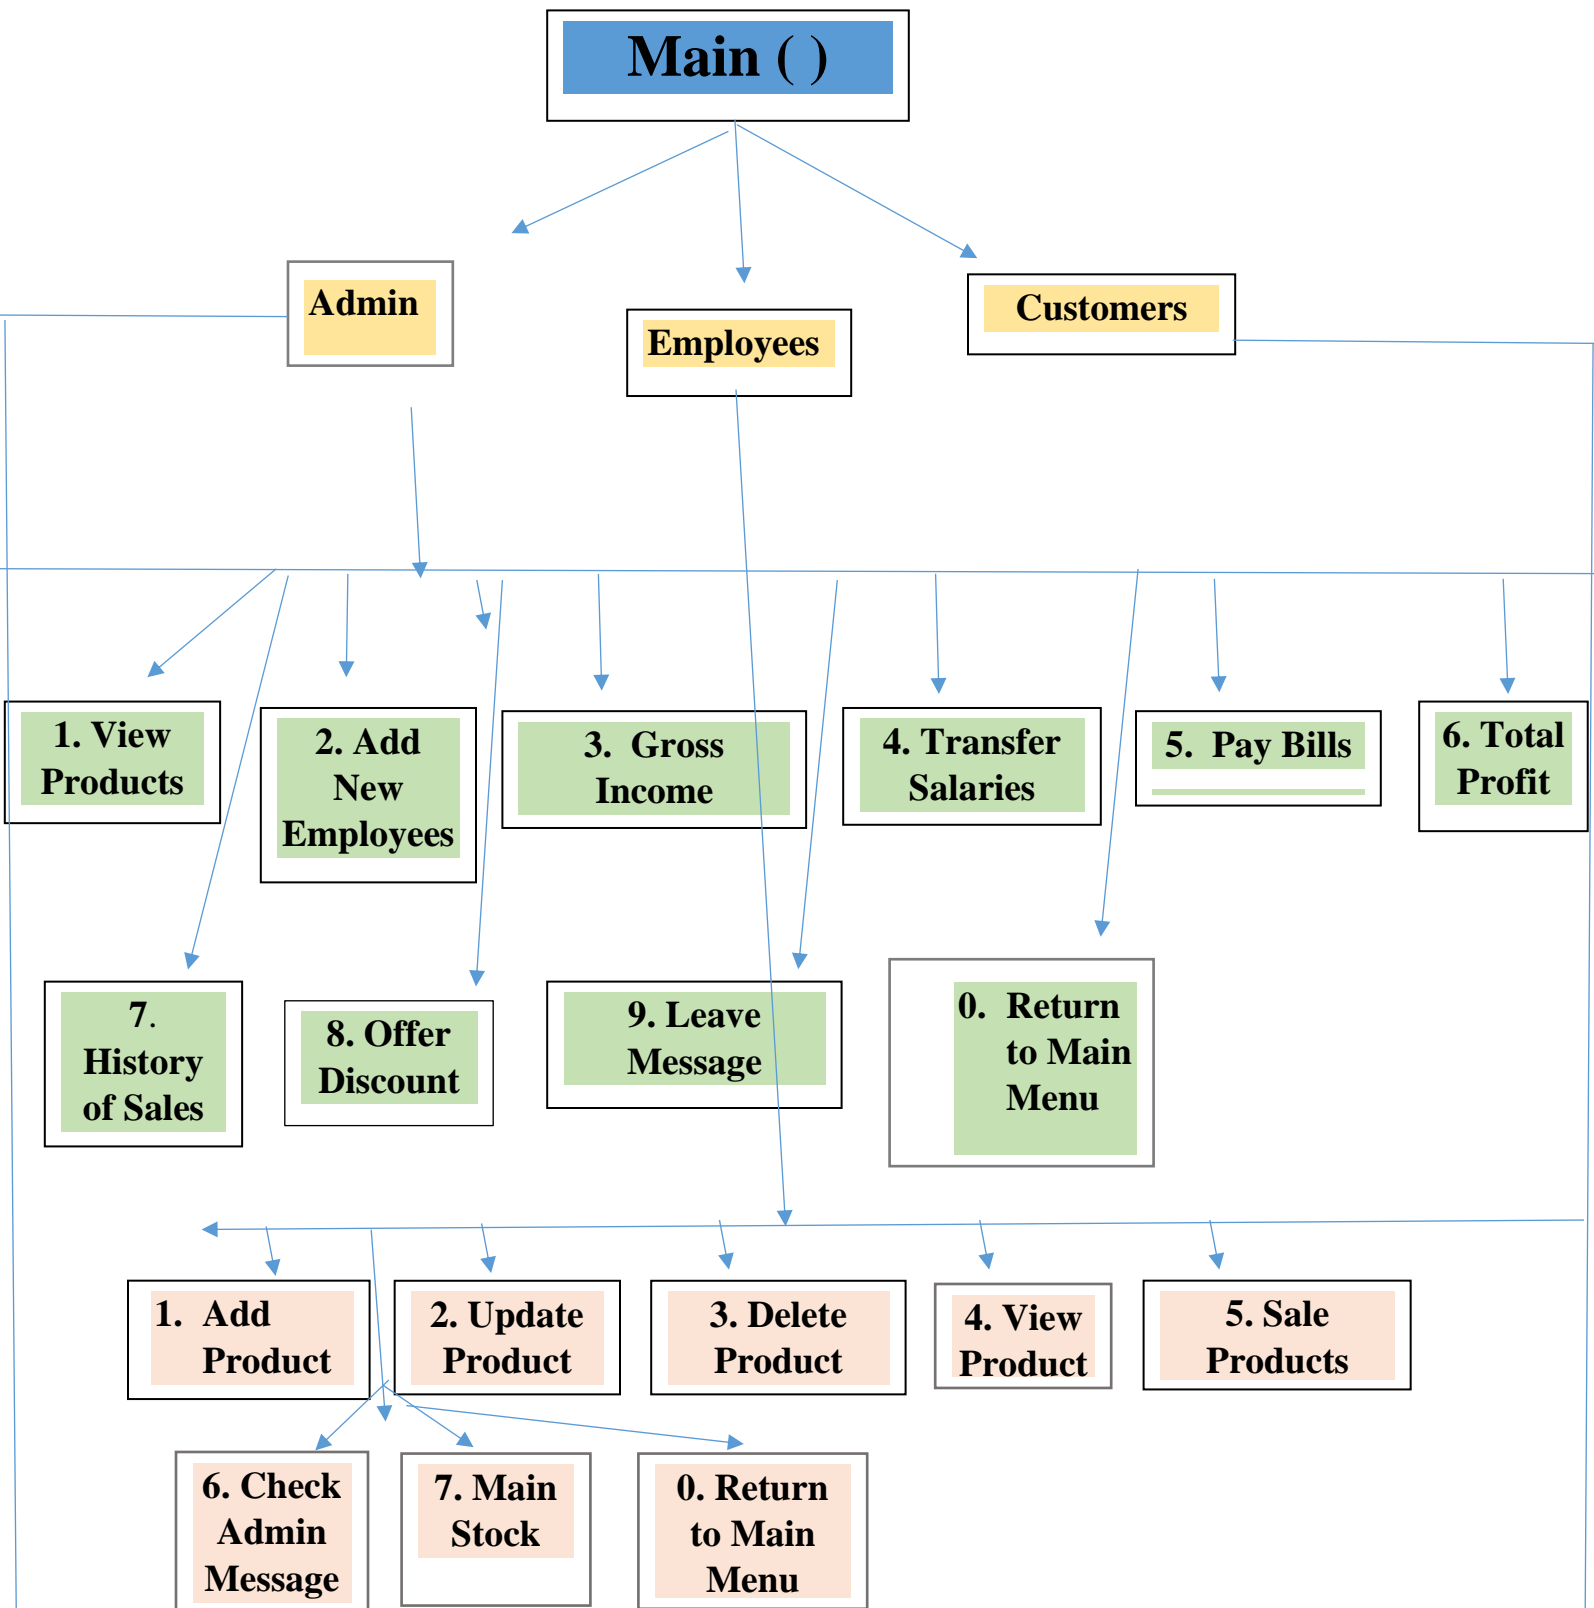 Main ( )
Admin
Employees
Customers
1. View
Products
2. Add
New
Employees
3. Gross
Income
4. Transfer
Salaries
5. Pay Bills
6. Total
Profit
7.
History
of Sales
8. Offer
Discount
9. Leave
Message
0. Return
to Main
Menu
1. Add
Product
2. Update
Product
3. Delete
Product
4. View
Product
5. Sale
Products
6. Check
Admin
Message
7. Main
Stock
0. Return
to Main
Menu